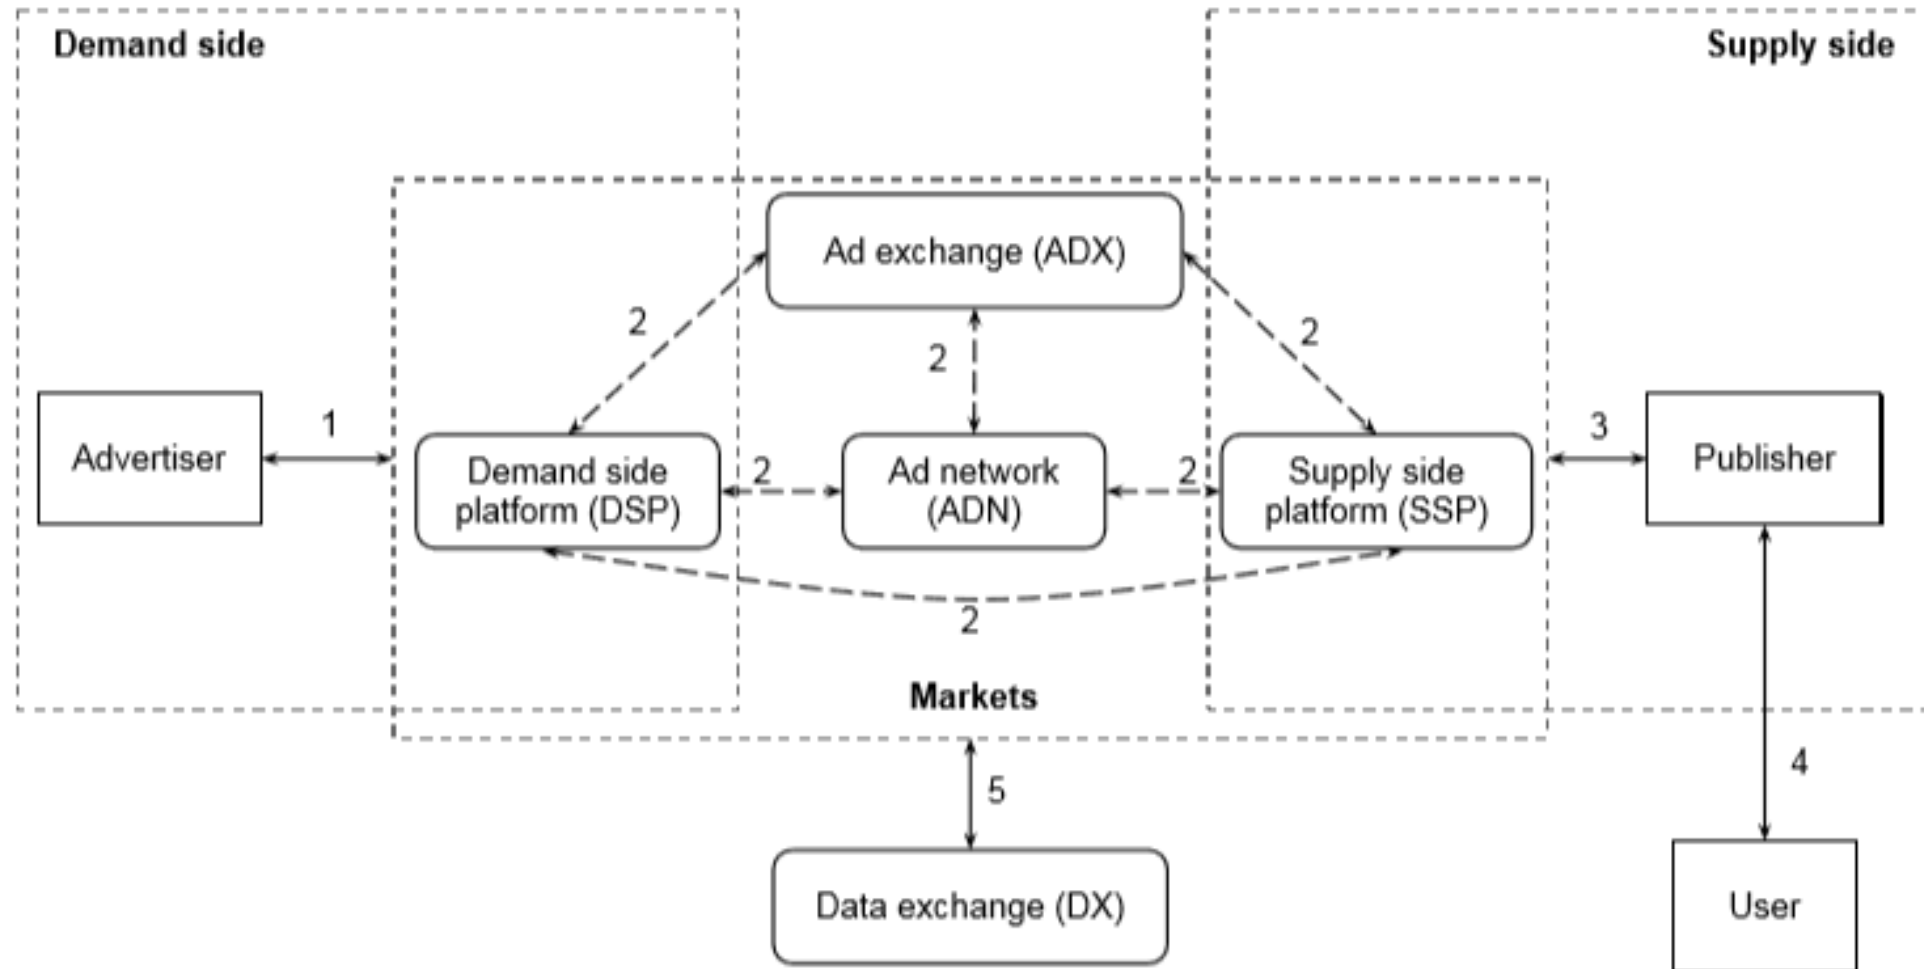 Demand side
Supply side
Ad exchange (ADX)
2
2
2
Advertiser
1
Demand side
platform (DSP)
2
Ad network
(ADN)
2
Supply side
platform (SSP)
3
Publisher
2
Markets
5
4
Data exchange (DX)
User